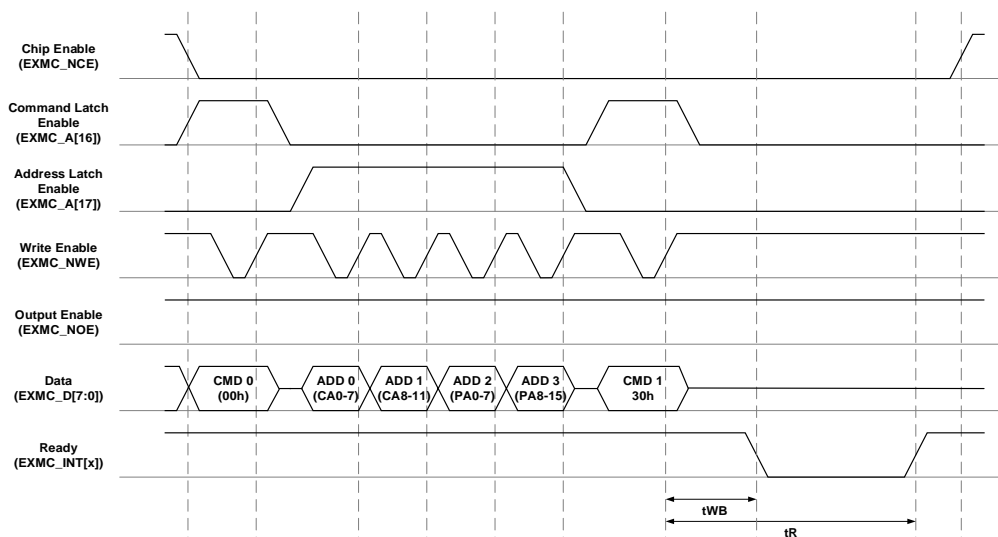 Chip Enable
(EXMC_NCE)
Command Latch
Enable
(EXMC_A[16])
Address Latch
Enable
(EXMC_A[17])
Write Enable
(EXMC_NWE)
Output Enable
(EXMC_NOE)
Data
(EXMC_D[7:0])
CMD 0
(00h)
ADD 0
(CA0-7)
ADD 1
(CA8-11)
ADD 2
(PA0-7)
ADD 3
(PA8-15)
CMD 1
30h
Ready
(EXMC_INT[x])
tWB
tR